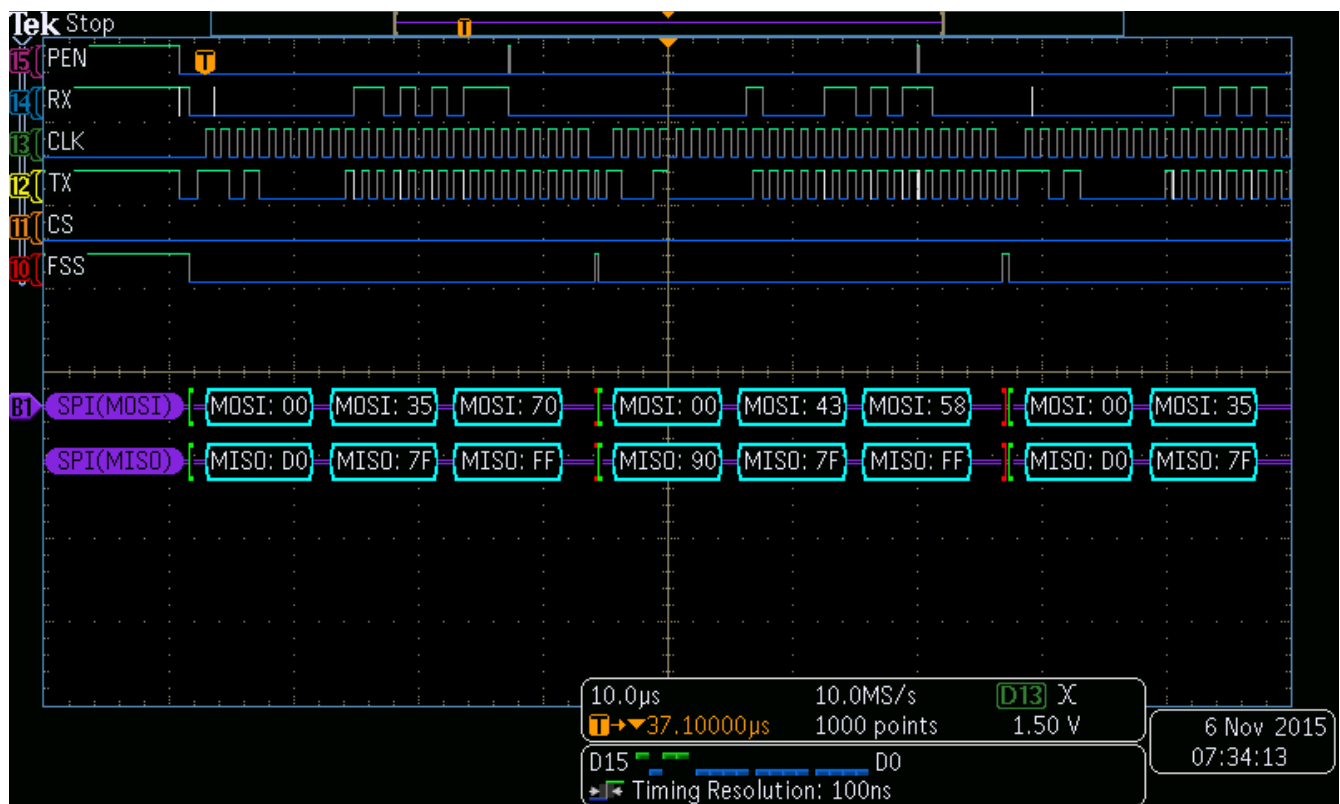 Tek Stop
T
15 PEN T
14 RX
13 CLK
12 TX
11 CS
10 FSS
B1 SPI(MOSI) MOSI: 00 MOSI: 35 MOSI: 70 MOSI: 00 MOSI: 43 MOSI: 58 MOSI: 00 MOSI: 35
SPI(MISO) MISO: D0 MISO: 7F MISO: FF MISO: 90 MISO: 7F MISO: FF MISO: D0 MISO: 7F
10.0µs 10.0MS/s D13
T→▼37.10000µs 1000 points 1.50 V
D15 D0
Timing Resolution: 100ns
6 Nov 2015
07:34:13